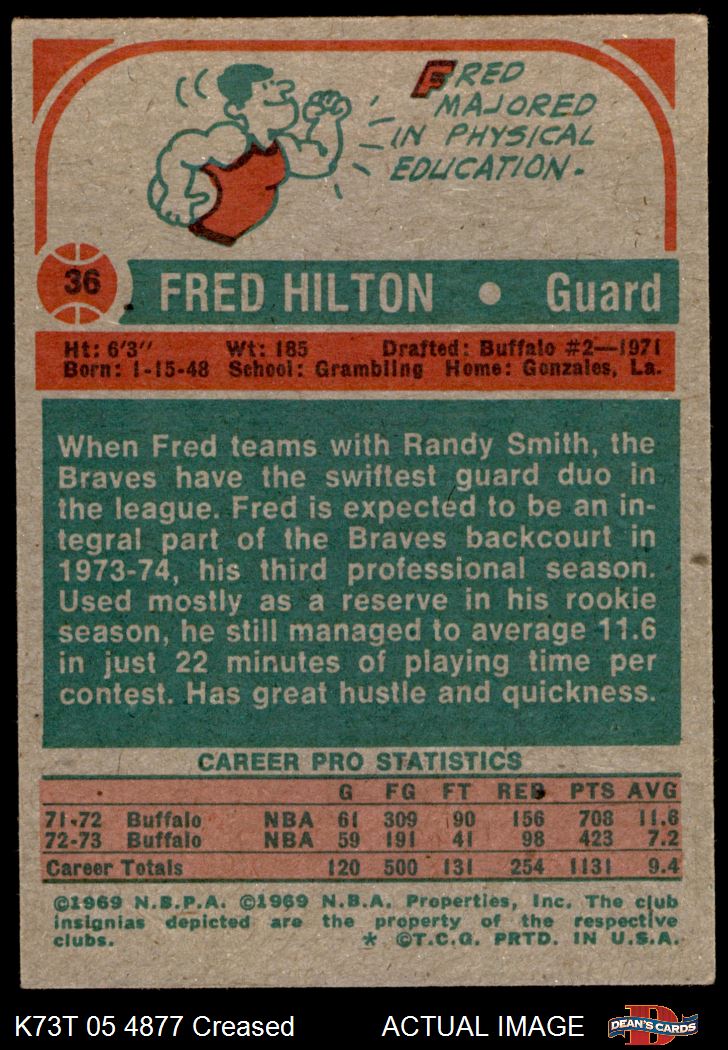 FRED
MAJORED
IN PHYSICAL
EDUCATION.
36 FRED HILTON • Guard
Ht: 6'3" Wt: 185 Drafted: Buffalo #2—1971
Born: 1-15-48 School: Grambling Home: Gonzales, La.
When Fred teams with Randy Smith, the
Braves have the swiftest guard duo in
the league. Fred is expected to be an in-
tegral part of the Braves backcourt in
1973-74, his third professional season.
Used mostly as a reserve in his rookie
season, he still managed to average 11.6
in just 22 minutes of playing time per
contest. Has great hustle and quickness.
CAREER PRO STATISTICS
G FG FT REB PTS AVG
71-72 Buffalo NBA 61 309 90 156 708 11.6
72-73 Buffalo NBA 59 191 41 98 423 7.2
Career Totals 120 500 131 254 1131 9.4
©1969 N.B.P.A. ©1969 N.B.A. Properties, Inc. The club
insignias depicted are the property of the respective
clubs. * ©T.C.G. PRTD. IN U.S.A.
K73T 05 4877 Creased ACTUAL IMAGE
D
DEAN'S CARDS